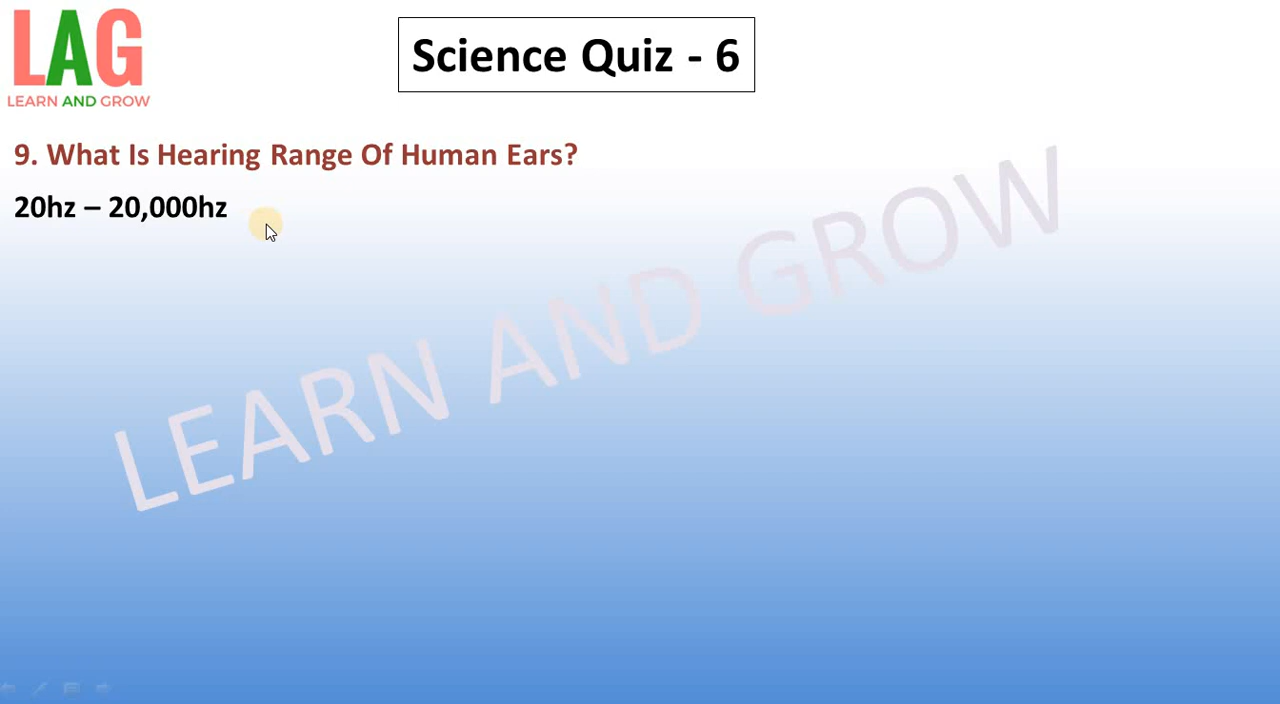 LAG
LEARN AND GROW
Science Quiz - 6
9. What Is Hearing Range Of Human Ears?
20hz – 20,000hz
LEARN AND GROW